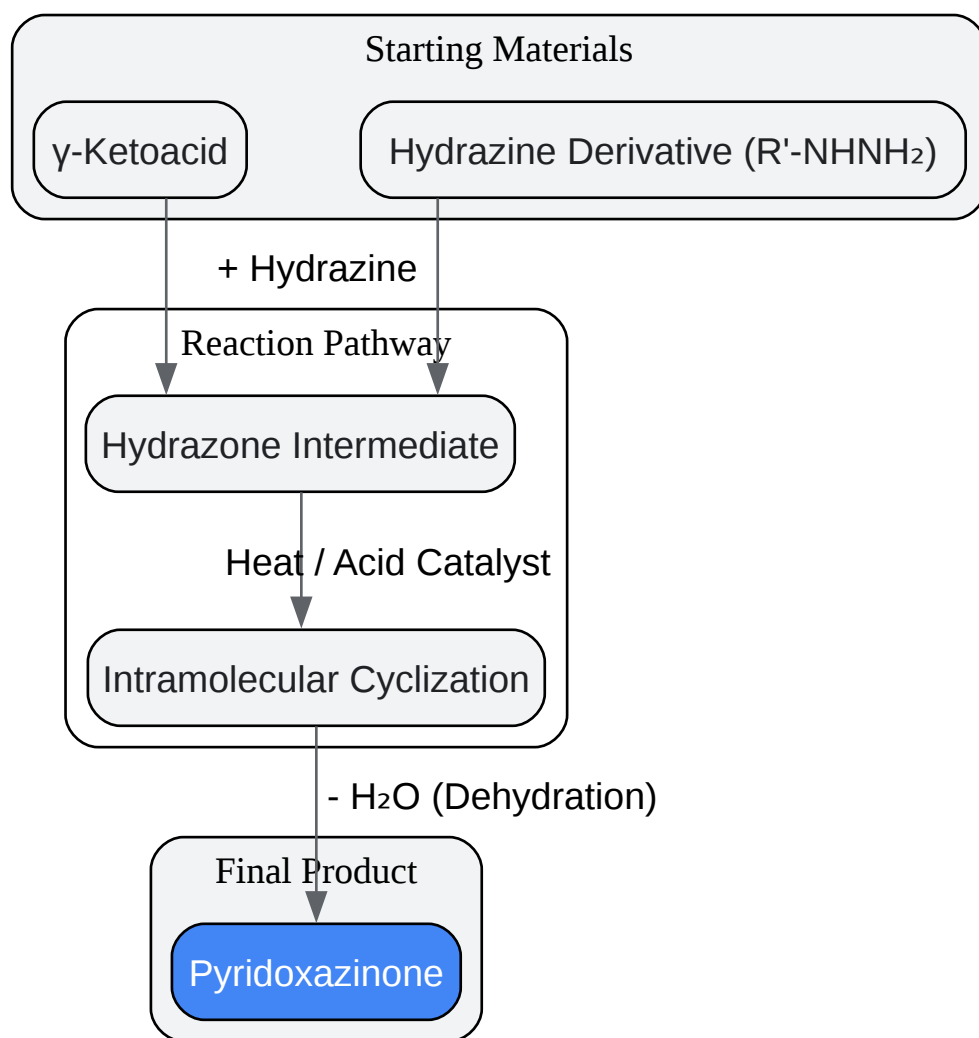 Starting Materials
γ-Ketoacid
Hydrazine Derivative (R'-NHNH₂)
+ Hydrazine
Reaction Pathway
Hydrazone Intermediate
Heat / Acid Catalyst
Intramolecular Cyclization
- H₂O (Dehydration)
Final Product
Pyridoxazinone